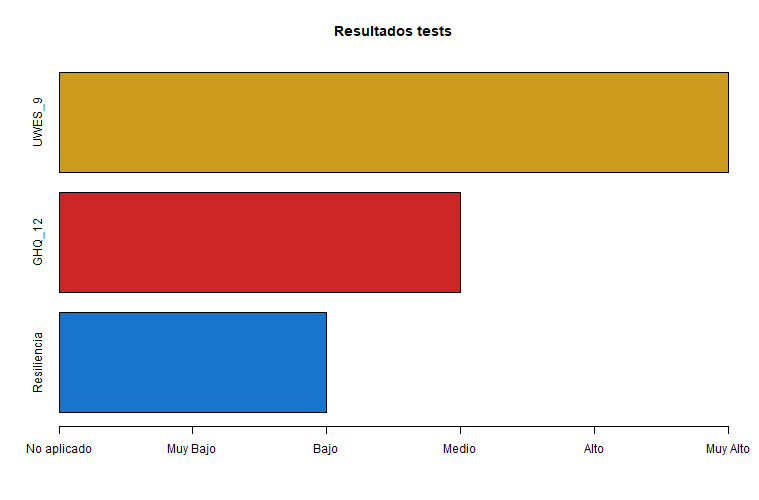 Resultados tests
UWES_9
GHQ_12
Resiliencia
No aplicado
Muy Bajo
Bajo
Medio
Alto
Muy Alto